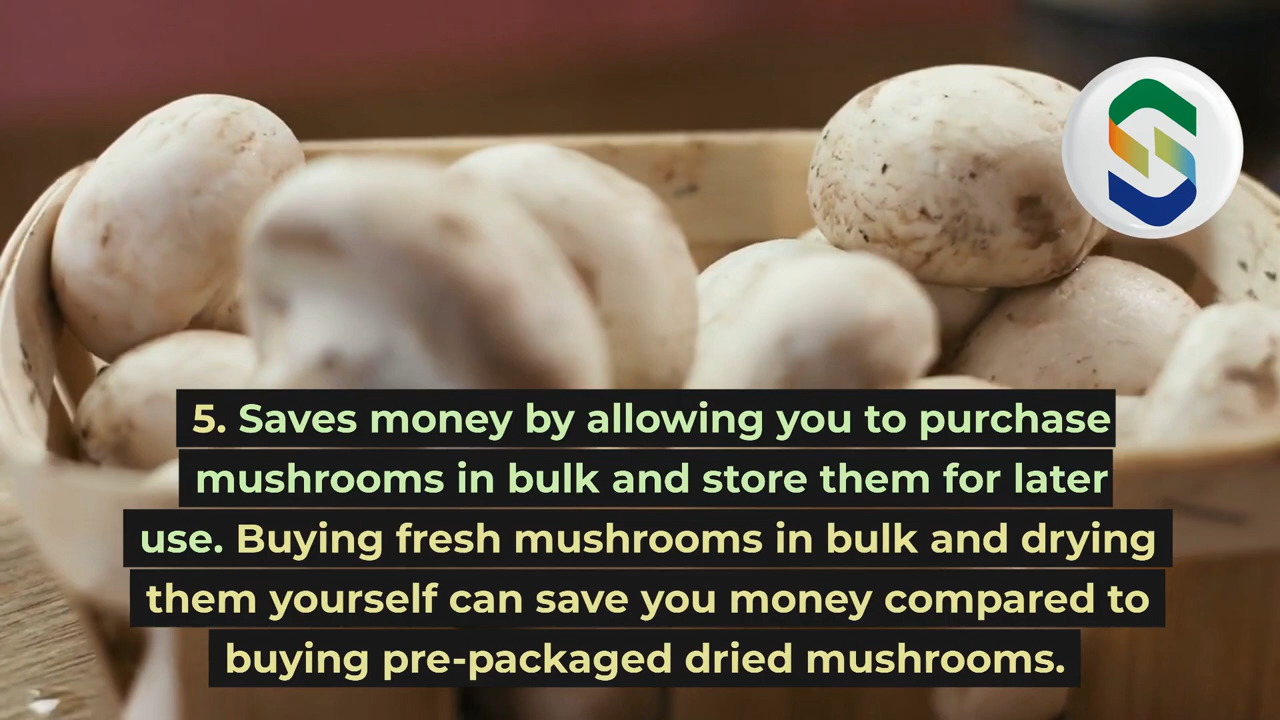 5. Saves money by allowing you to purchase
mushrooms in bulk and store them for later
use. Buying fresh mushrooms in bulk and drying
them yourself can save you money compared to
buying pre-packaged dried mushrooms.